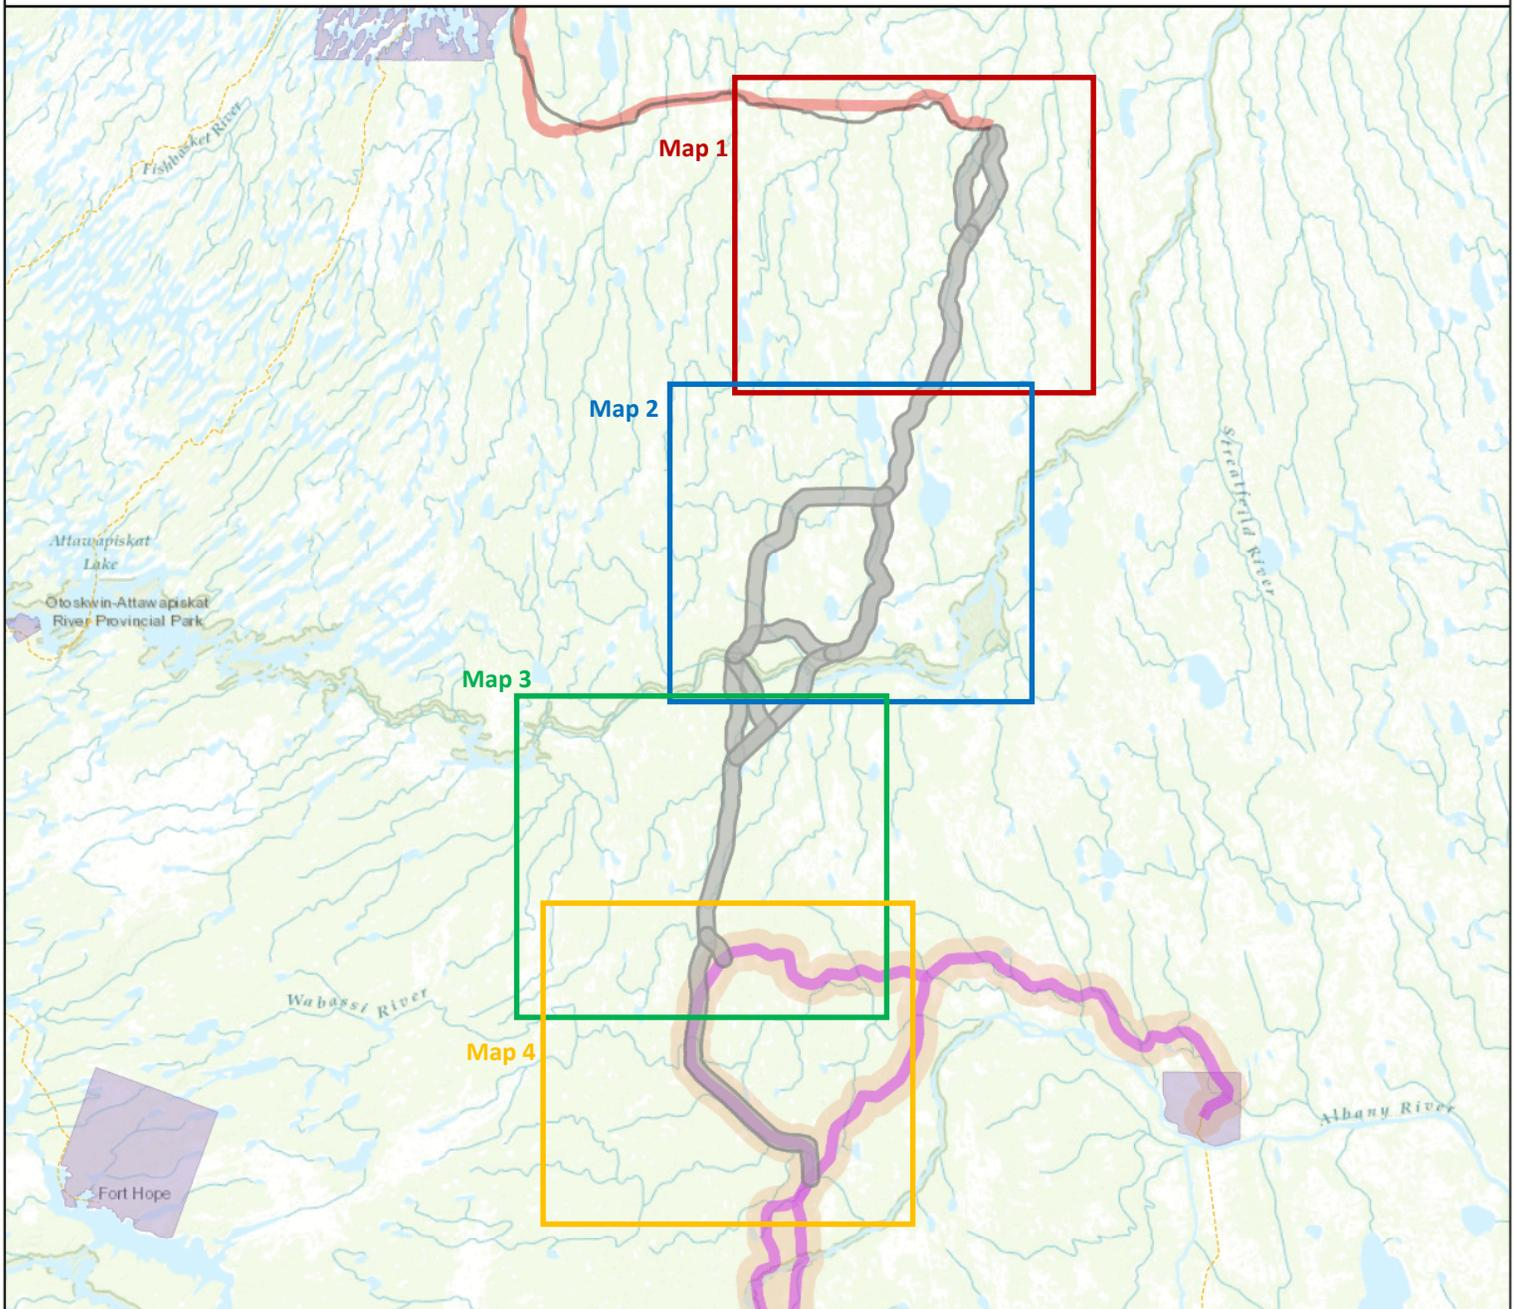 Fishbasket River
Map 1
Map 2
Streatfeild River
Attawapiskat
Lake
Otoskwin-Attawapiskat
River Provincial Park
Map 3
Wabassi River
Map 4
Albany River
Fort Hope